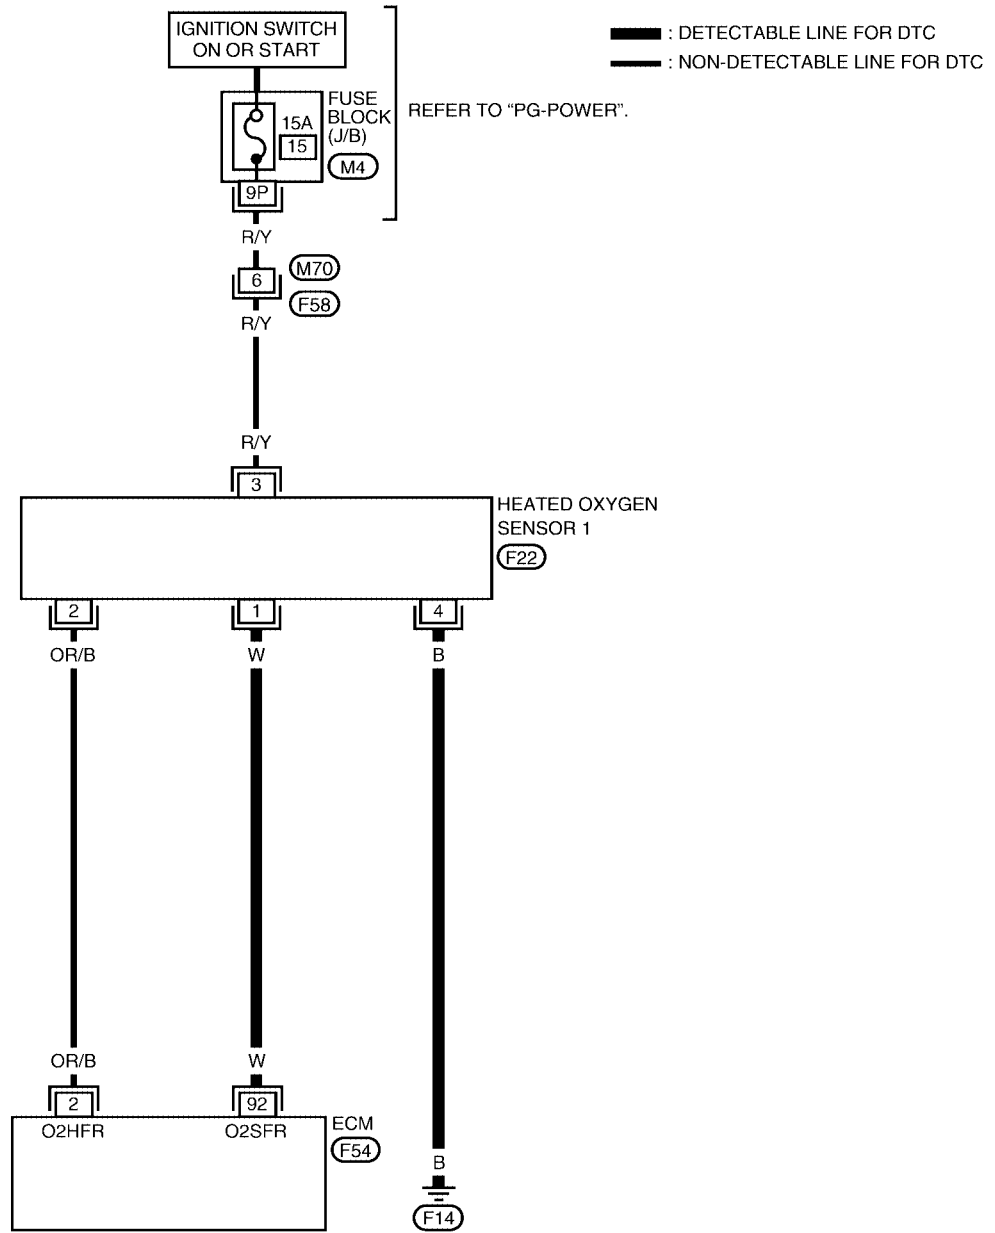 IGNITION SWITCH
ON OR START
: DETECTABLE LINE FOR DTC
: NON-DETECTABLE LINE FOR DTC
FUSE
BLOCK
(J/B)
15A
15
M4
REFER TO “PG-POWER”.
9P
R/Y
6
M70
F58
R/Y
R/Y
3
HEATED OXYGEN
SENSOR 1
F22
2
1
4
OR/B
W
B
OR/B
W
2
92
O2HFR
O2SFR
ECM
F54
B
F14